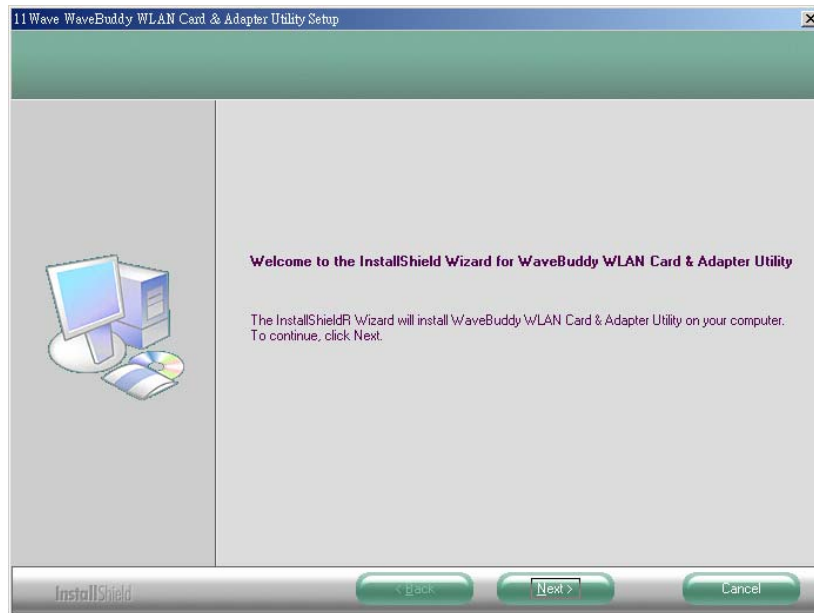 11Wave WaveBuddy WLAN Card & Adapter Utility Setup
Welcome to the InstallShield Wizard for WaveBuddy WLAN Card & Adapter Utility
The InstallShieldR Wizard will install WaveBuddy WLAN Card & Adapter Utility on your computer.
To continue, click Next.
InstallShield
< Back
Next >
Cancel